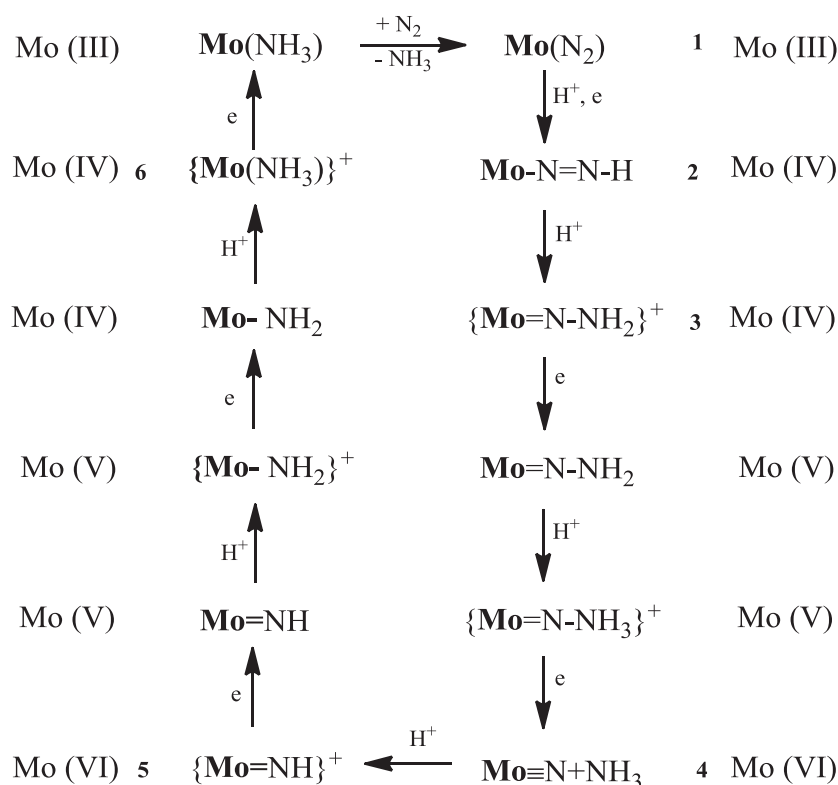 Mo (III) Mo(NH₃) + N₂ - NH₃ Mo(N₂) 1 Mo (III)
e H⁺, e
Mo (IV) 6 {Mo(NH₃)}⁺ Mo-N=N-H 2 Mo (IV)
H⁺ H⁺
Mo (IV) Mo- NH₂ {Mo=N-NH₂}⁺ 3 Mo (IV)
e e
Mo (V) {Mo- NH₂}⁺ Mo=N-NH₂ Mo (V)
H⁺ H⁺
Mo (V) Mo=NH {Mo=N-NH₃}⁺ Mo (V)
e e
Mo (VI) 5 {Mo=NH}⁺ H⁺ Mo≡N+NH₃ 4 Mo (VI)